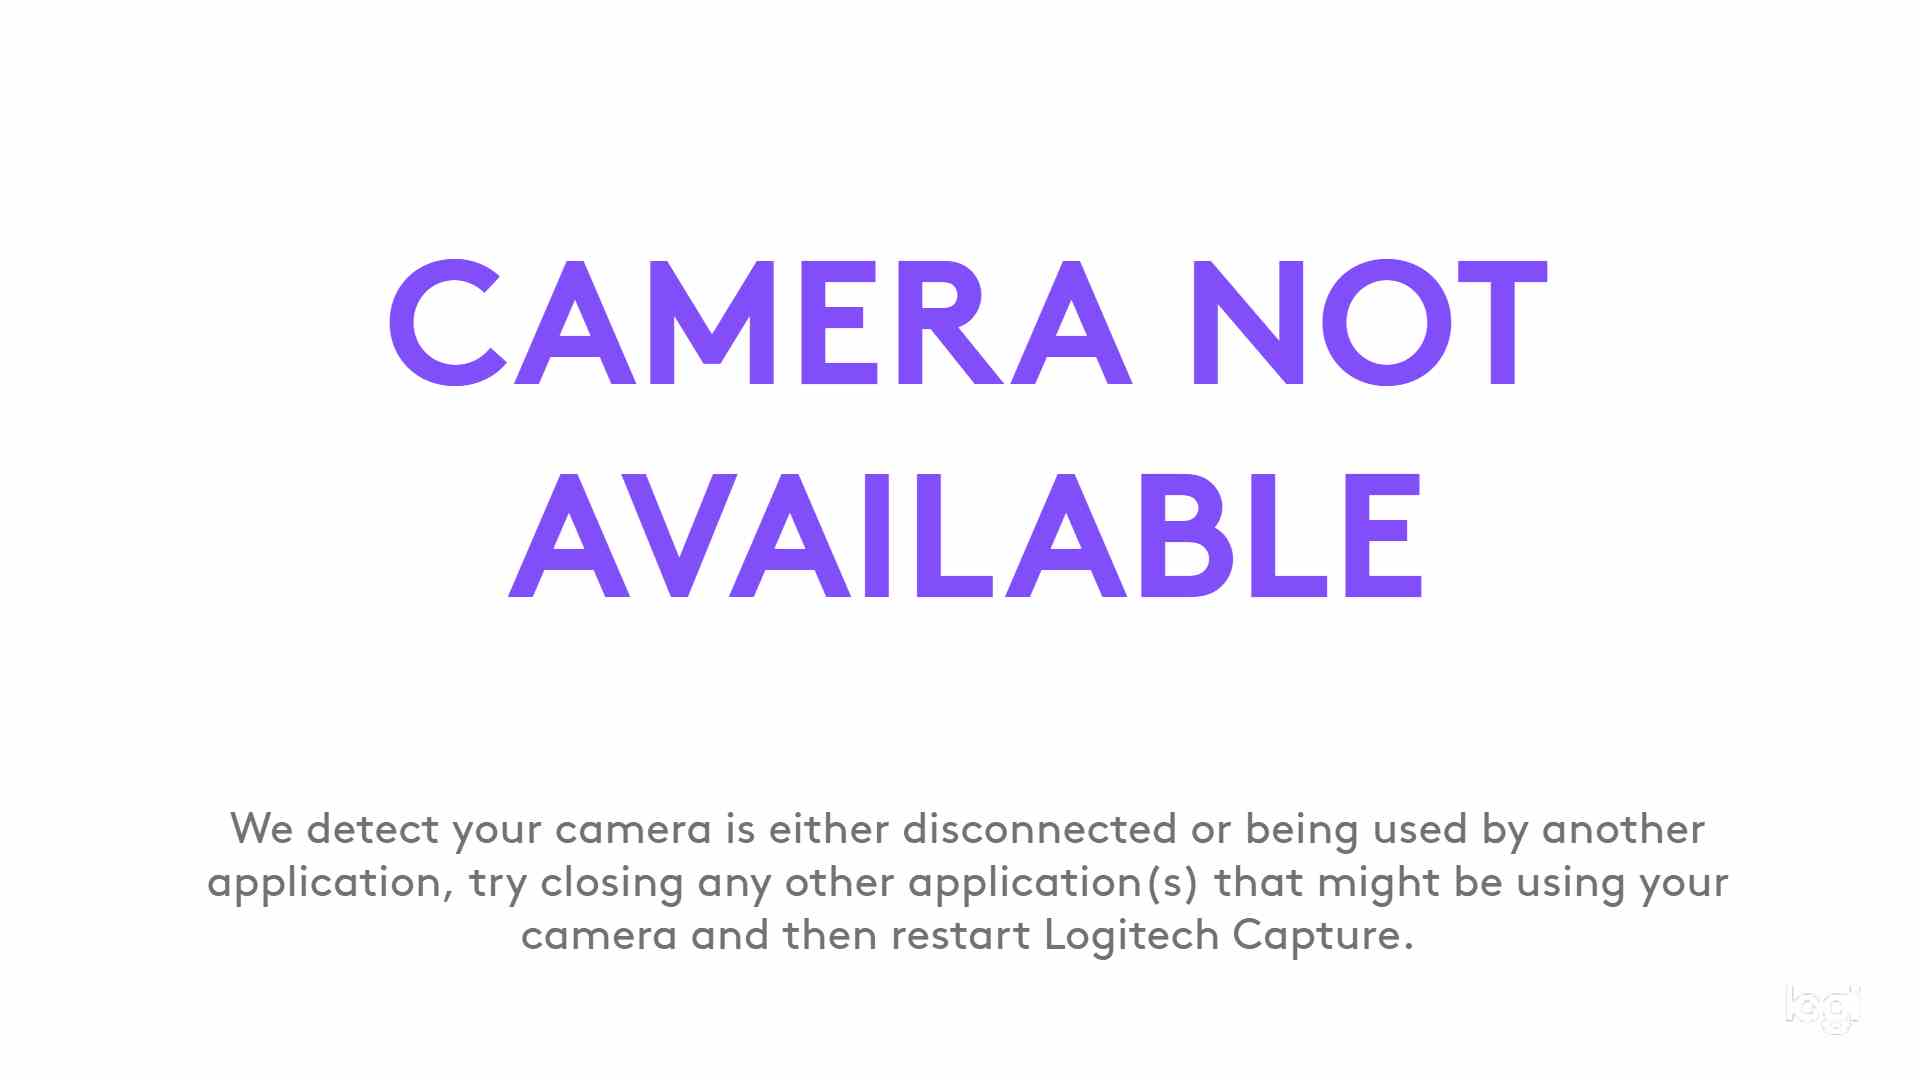 CAMERA NOT
AVAILABLE
We detect your camera is either disconnected or being used by another
application, try closing any other application(s) that might be using your
camera and then restart Logitech Capture.
logi